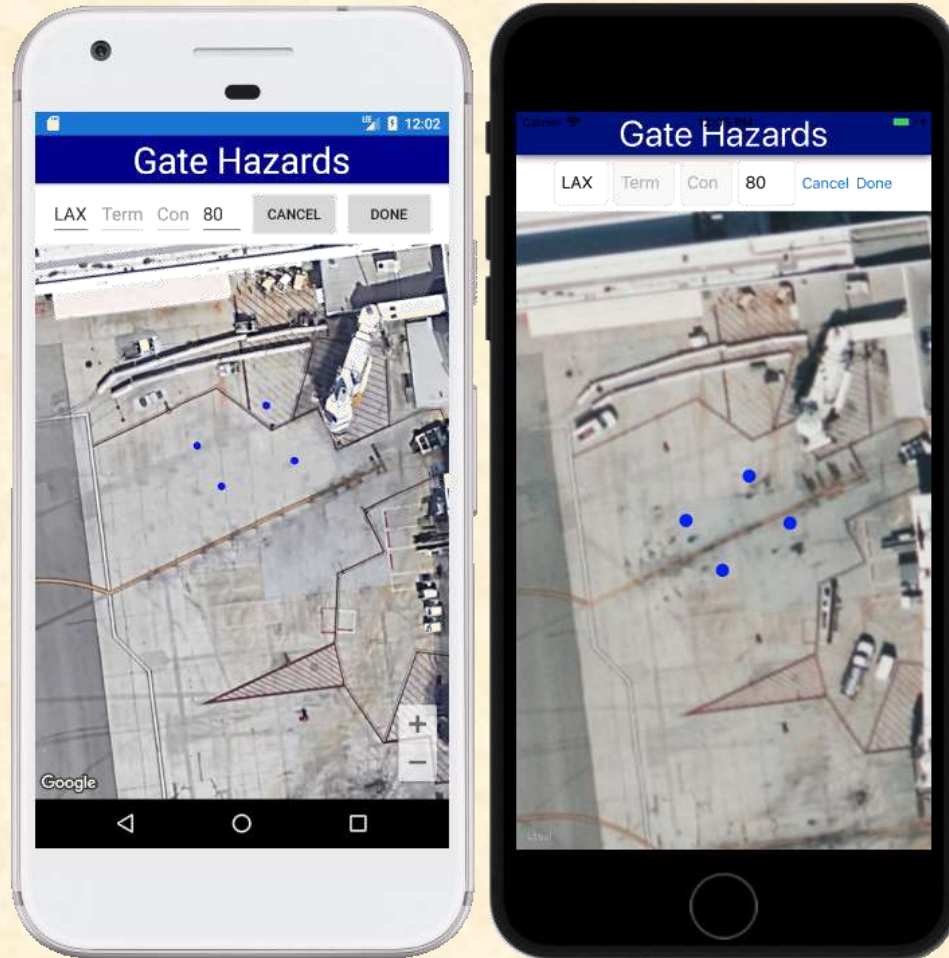 LTE 12:02
Gate Hazards
LAX Term Con 80 CANCEL DONE
+
−
Google
Carrier
Gate Hazards
LAX Term Con 80 Cancel Done